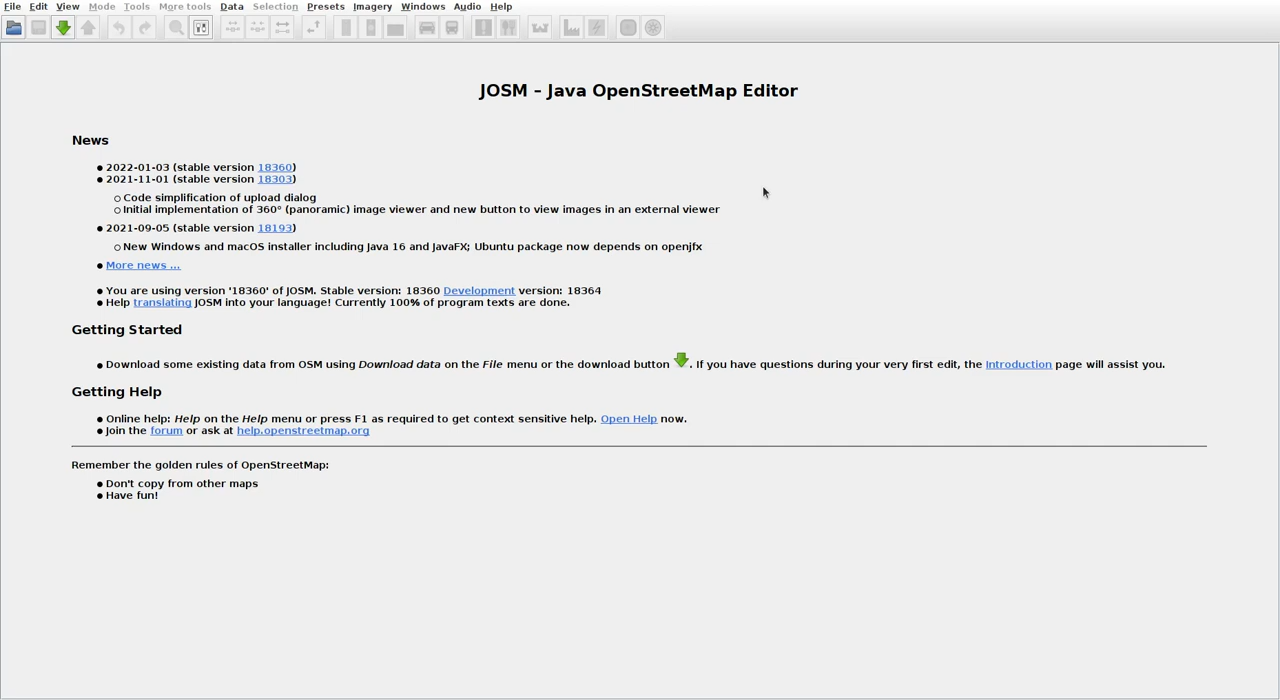 File Edit View Mode Tools More tools Data Selection Presets Imagery Windows Audio Help
JOSM – Java OpenStreetMap Editor
News
2022-01-03 (stable version 18360)
2021-11-01 (stable version 18303)
Code simplification of upload dialog
Initial implementation of 360° (panoramic) image viewer and new button to view images in an external viewer
2021-09-05 (stable version 18193)
New Windows and macOS installer including Java 16 and JavaFX; Ubuntu package now depends on openjfx
More news ...
You are using version '18360' of JOSM. Stable version: 18360 Development version: 18364
Help translating JOSM into your language! Currently 100% of program texts are done.
Getting Started
Download some existing data from OSM using Download data on the File menu or the download button . If you have questions during your very first edit, the Introduction page will assist you.
Getting Help
Online help: Help on the Help menu or press F1 as required to get context sensitive help. Open Help now.
Join the forum or ask at help.openstreetmap.org
Remember the golden rules of OpenStreetMap:
Don't copy from other maps
Have fun!